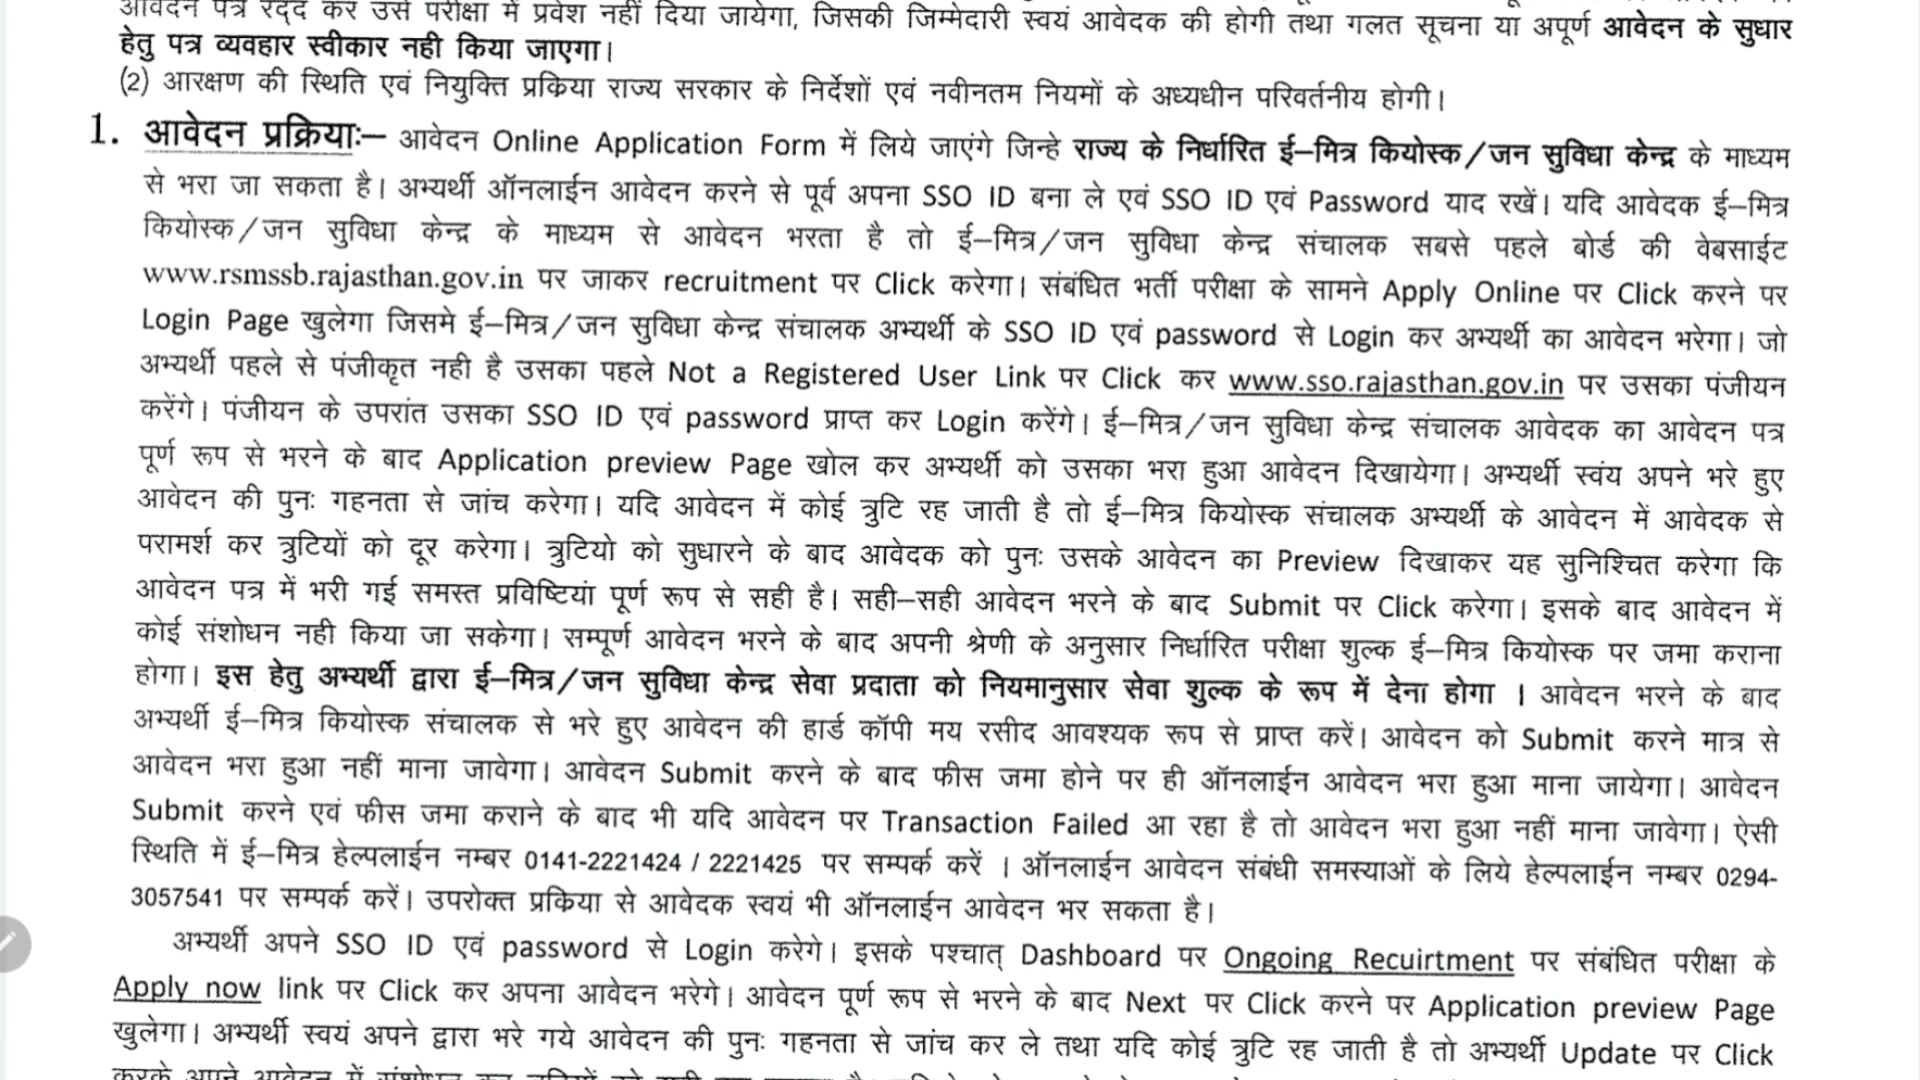 आवेदन पत्र रद्द कर उसे परीक्षा में प्रवेश नहीं दिया जायेगा, जिसकी जिम्मेदारी स्वयं आवेदक की होगी तथा गलत सूचना या अपूर्ण आवेदन के सुधार
हेतु पत्र व्यवहार स्वीकार नही किया जाएगा।
(2) आरक्षण की स्थिति एवं नियुक्ति प्रकिया राज्य सरकार के निर्देशों एवं नवीनतम नियमों के अध्यधीन परिवर्तनीय होगी।
1. आवेदन प्रकियाः– आवेदन Online Application Form में लिये जाएंगे जिन्हे राज्य के निर्धारित ई–मित्र कियोस्क/जन सुविधा केन्द्र के माध्यम
से भरा जा सकता है। अभ्यर्थी ऑनलाईन आवेदन करने से पूर्व अपना SSO ID बना ले एवं SSO ID एवं Password याद रखें। यदि आवेदक ई–मित्र
कियोस्क/जन सुविधा केन्द्र के माध्यम से आवेदन भरता है तो ई–मित्र/जन सुविधा केन्द्र संचालक सबसे पहले बोर्ड की वेबसाईट
www.rsmssb.rajasthan.gov.in पर जाकर recruitment पर Click करेगा। संबंधित भर्ती परीक्षा के सामने Apply Online पर Click करने पर
Login Page खुलेगा जिसमे ई–मित्र/जन सुविधा केन्द्र संचालक अभ्यर्थी के SSO ID एवं password से Login कर अभ्यर्थी का आवेदन भरेगा। जो
अभ्यर्थी पहले से पंजीकृत नही है उसका पहले Not a Registered User Link पर Click कर www.sso.rajasthan.gov.in पर उसका पंजीयन
करेंगे। पंजीयन के उपरांत उसका SSO ID एवं password प्राप्त कर Login करेंगे। ई–मित्र/जन सुविधा केन्द्र संचालक आवेदक का आवेदन पत्र
पूर्ण रूप से भरने के बाद Application preview Page खोल कर अभ्यर्थी को उसका भरा हुआ आवेदन दिखायेगा। अभ्यर्थी स्वंय अपने भरे हुए
आवेदन की पुनः गहनता से जांच करेगा। यदि आवेदन में कोई त्रुटि रह जाती है तो ई–मित्र कियोस्क संचालक अभ्यर्थी के आवेदन में आवेदक से
परामर्श कर त्रुटियों को दूर करेगा। त्रुटियो को सुधारने के बाद आवेदक को पुनः उसके आवेदन का Preview दिखाकर यह सुनिश्चित करेगा कि
आवेदन पत्र में भरी गई समस्त प्रविष्टियां पूर्ण रूप से सही है। सही–सही आवेदन भरने के बाद Submit पर Click करेगा। इसके बाद आवेदन में
कोई संशोधन नही किया जा सकेगा। सम्पूर्ण आवेदन भरने के बाद अपनी श्रेणी के अनुसार निर्धारित परीक्षा शुल्क ई–मित्र कियोस्क पर जमा कराना
होगा। इस हेतु अभ्यर्थी द्वारा ई–मित्र/जन सुविधा केन्द्र सेवा प्रदाता को नियमानुसार सेवा शुल्क के रूप में देना होगा । आवेदन भरने के बाद
अभ्यर्थी ई–मित्र कियोस्क संचालक से भरे हुए आवेदन की हार्ड कॉपी मय रसीद आवश्यक रूप से प्राप्त करें। आवेदन को Submit करने मात्र से
आवेदन भरा हुआ नहीं माना जावेगा। आवेदन Submit करने के बाद फीस जमा होने पर ही ऑनलाईन आवेदन भरा हुआ माना जायेगा। आवेदन
Submit करने एवं फीस जमा कराने के बाद भी यदि आवेदन पर Transaction Failed आ रहा है तो आवेदन भरा हुआ नहीं माना जावेगा। ऐसी
स्थिति में ई–मित्र हेल्पलाईन नम्बर 0141-2221424 / 2221425 पर सम्पर्क करें । ऑनलाईन आवेदन संबंधी समस्याओं के लिये हेल्पलाईन नम्बर 0294-
3057541 पर सम्पर्क करें। उपरोक्त प्रकिया से आवेदक स्वयं भी ऑनलाईन आवेदन भर सकता है।
अभ्यर्थी अपने SSO ID एवं password से Login करेगे। इसके पश्चात् Dashboard पर Ongoing Recuirtment पर संबंधित परीक्षा के
Apply now link पर Click कर अपना आवेदन भरेगे। आवेदन पूर्ण रूप से भरने के बाद Next पर Click करने पर Application preview Page
खुलेगा। अभ्यर्थी स्वयं अपने द्वारा भरे गये आवेदन की पुनः गहनता से जांच कर ले तथा यदि कोई त्रुटि रह जाती है तो अभ्यर्थी Update पर Click
करके अपने आवेदन में संशोधन कर